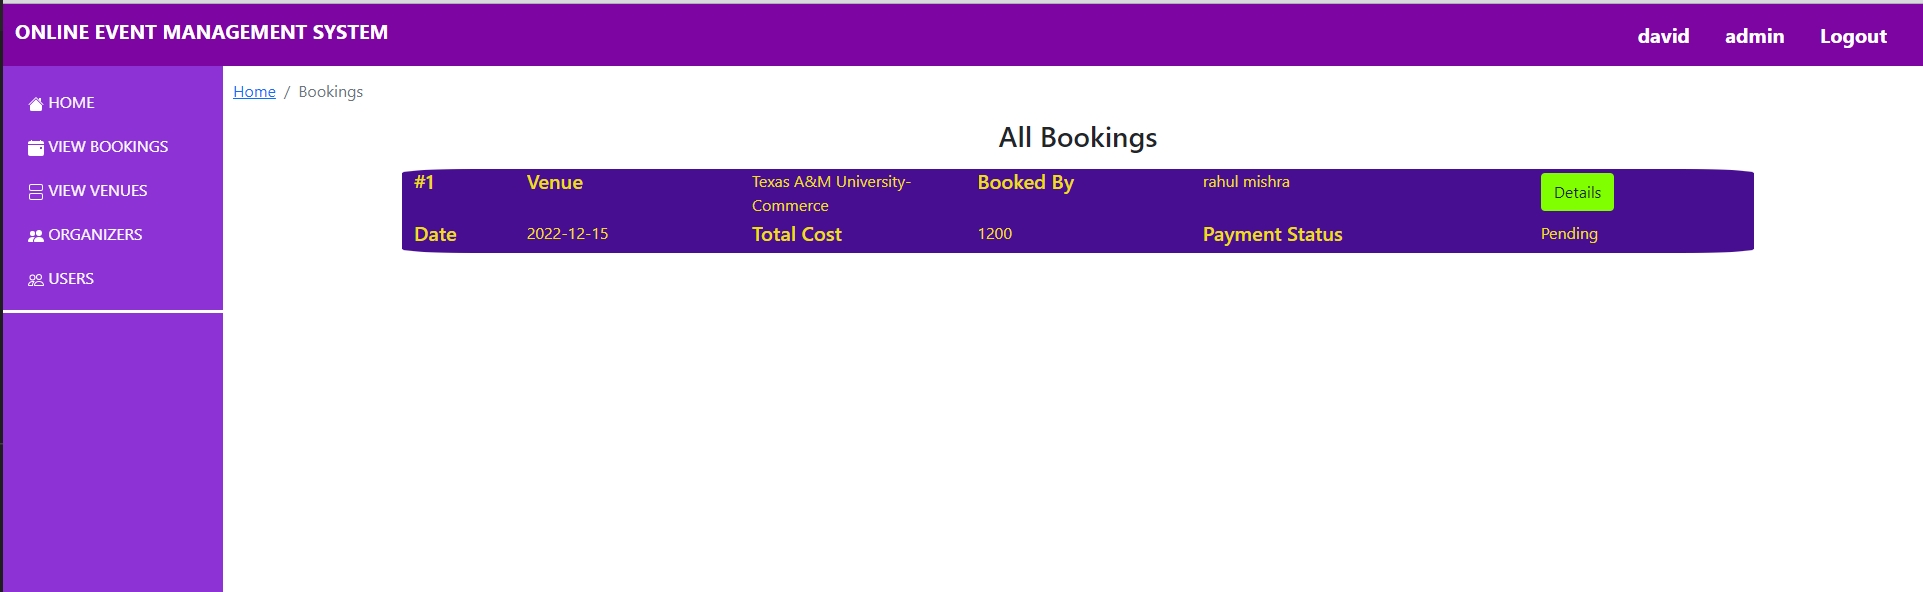 ONLINE EVENT MANAGEMENT SYSTEM
david admin Logout
HOME
VIEW BOOKINGS
VIEW VENUES
ORGANIZERS
USERS
Home / Bookings
All Bookings
#1 Venue Texas A&M University-
Commerce Booked By rahul mishra Details
Date 2022-12-15 Total Cost 1200 Payment Status Pending